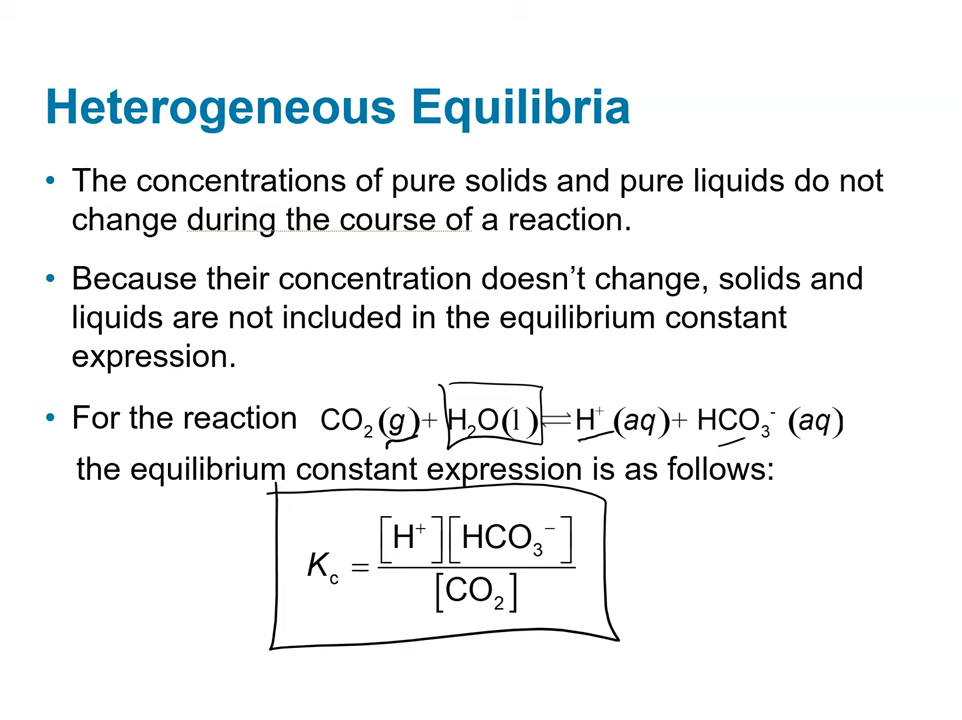 Heterogeneous Equilibria
• The concentrations of pure solids and pure liquids do not
change during the course of a reaction.
• Because their concentration doesn’t change, solids and
liquids are not included in the equilibrium constant
expression.
• For the reaction CO₂(g)+ H₂O(l) ⇌ H⁺ (aq)+ HCO₃⁻ (aq)
the equilibrium constant expression is as follows:
K_c = [H⁺][HCO₃⁻] / [CO₂]